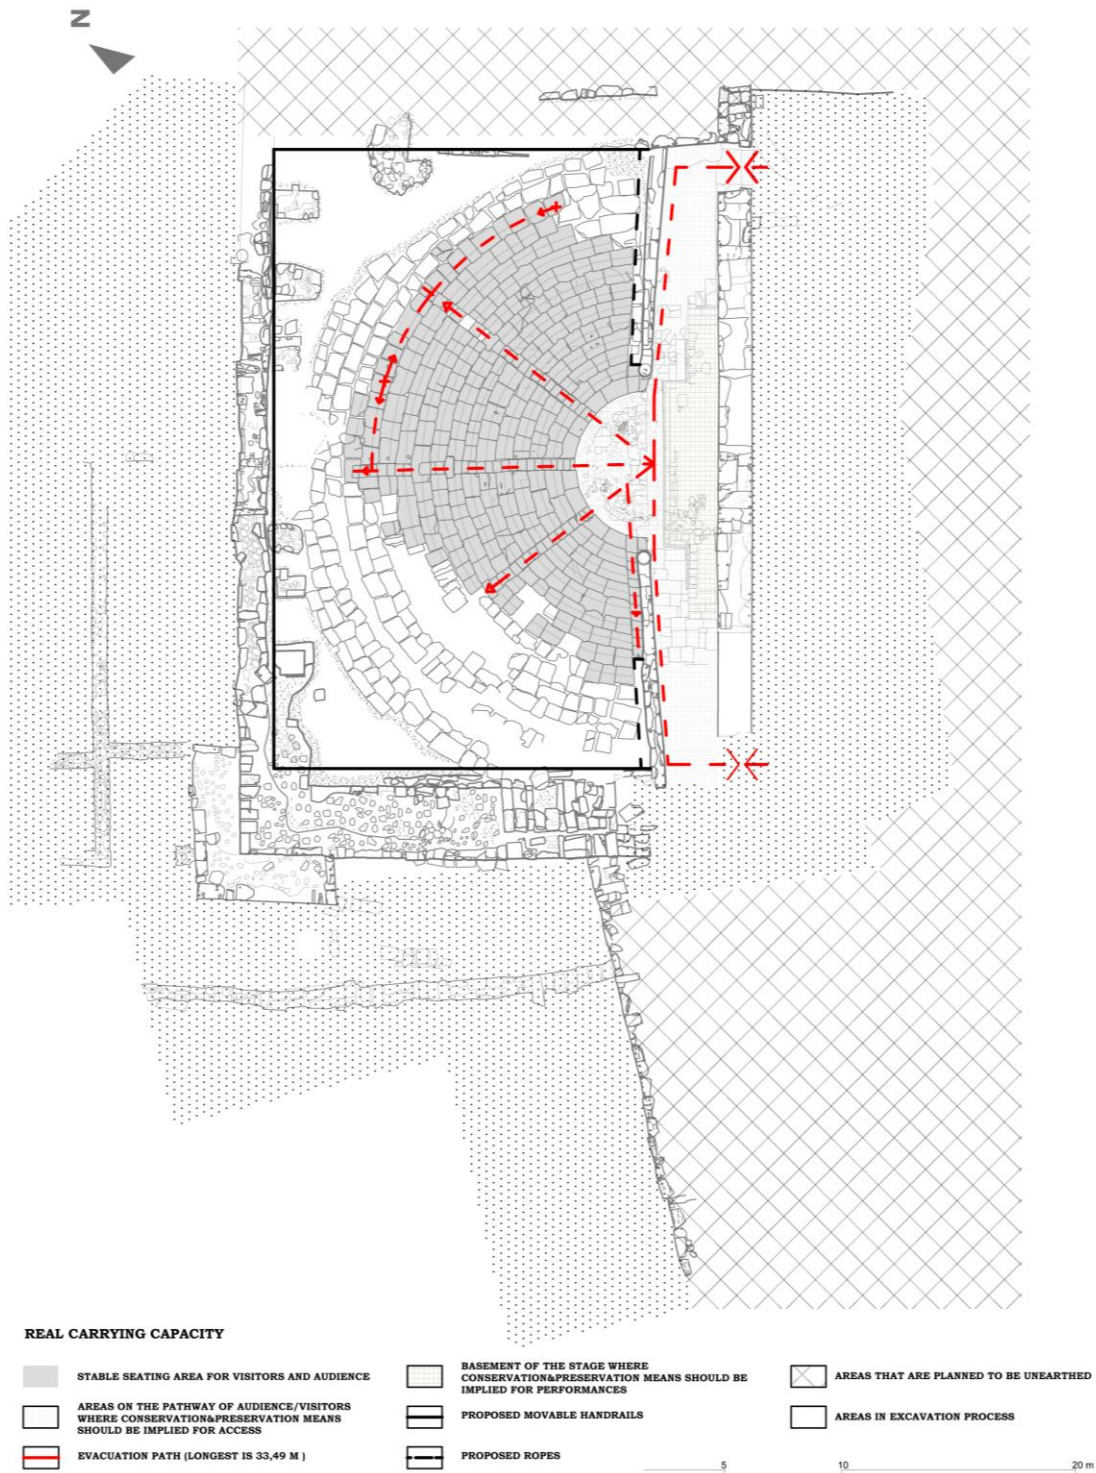 N
REAL CARRYING CAPACITY
STABLE SEATING AREA FOR VISITORS AND AUDIENCE
AREAS ON THE PATHWAY OF AUDIENCE/VISITORS
WHERE CONSERVATION&PRESERVATION MEANS
SHOULD BE IMPLIED FOR ACCESS
EVACUATION PATH (LONGEST IS 33,49 M )
BASEMENT OF THE STAGE WHERE
CONSERVATION&PRESERVATION MEANS SHOULD BE
IMPLIED FOR PERFORMANCES
PROPOSED MOVABLE HANDRAILS
PROPOSED ROPES
AREAS THAT ARE PLANNED TO BE UNEARTHED
AREAS IN EXCAVATION PROCESS
5 10 20 m